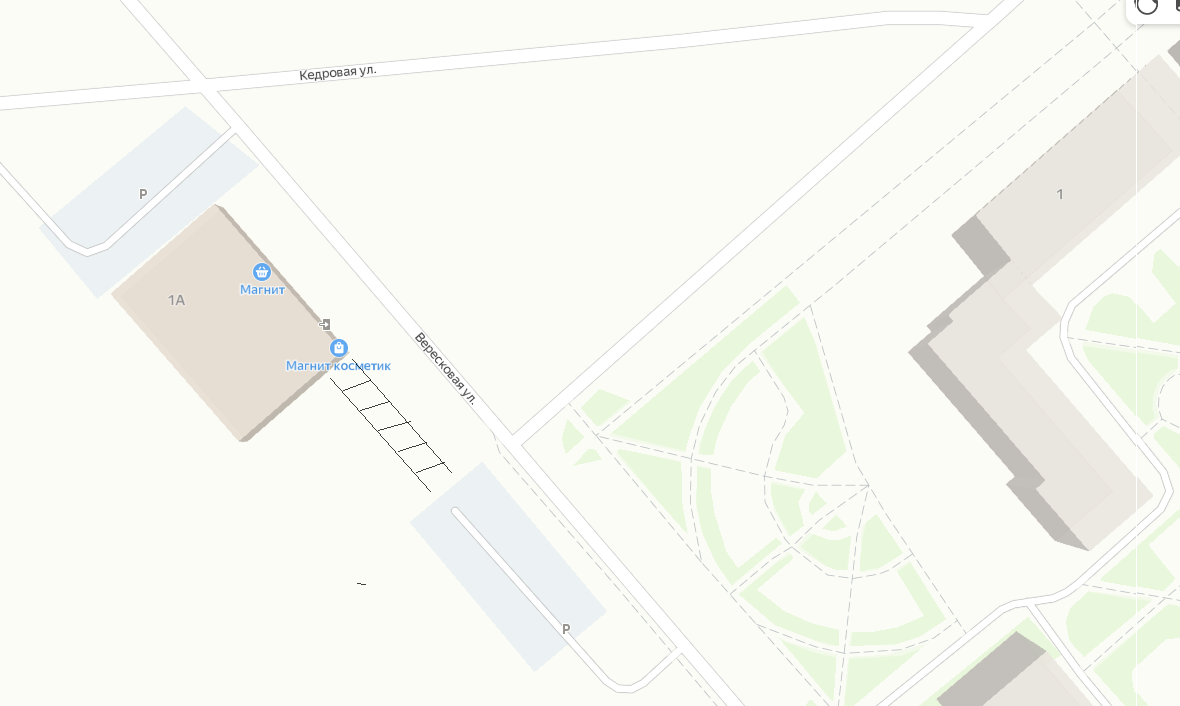 Кедровая ул.
P
1
Магнит
1А
Магнит косметик
Вересковая ул.
P